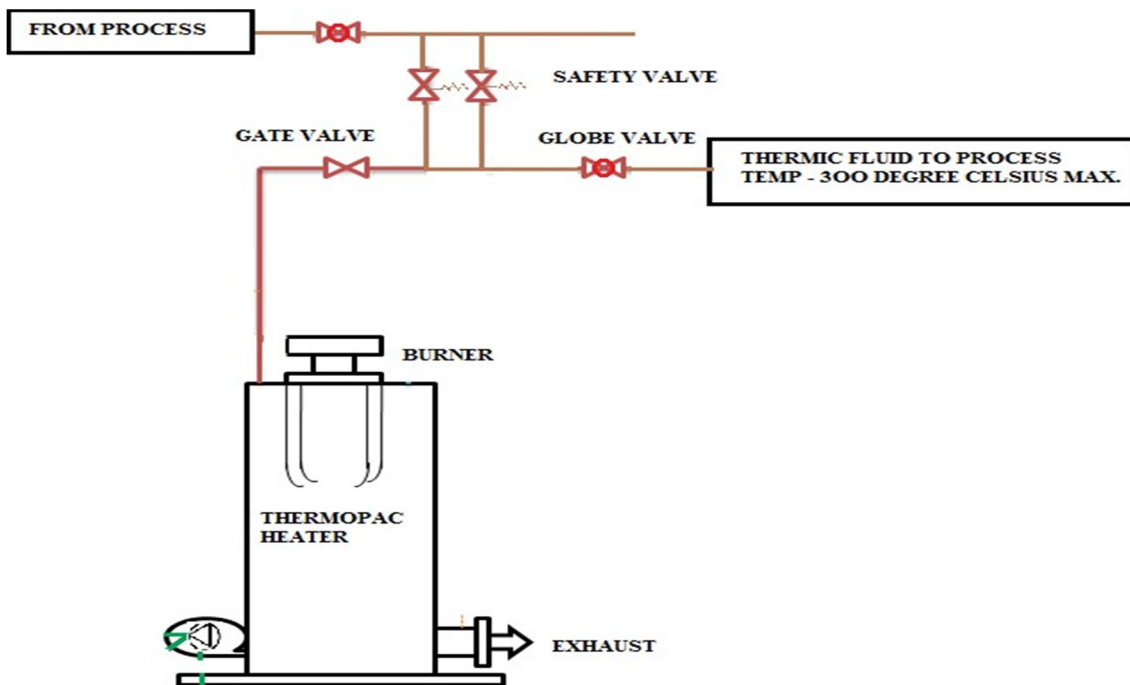 FROM PROCESS
SAFETY VALVE
GATE VALVE
GLOBE VALVE
THERMIC FLUID TO PROCESS
TEMP - 3OO DEGREE CELSIUS MAX.
BURNER
THERMOPAC
HEATER
EXHAUST